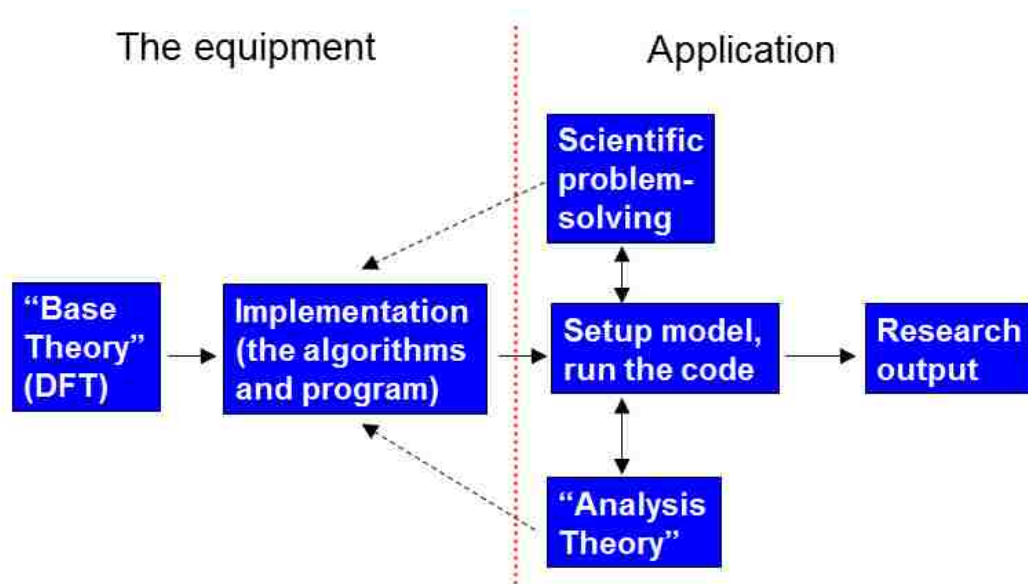 The equipment
Application
Scientific
problem-
solving
“Base
Theory”
(DFT)
Implementation
(the algorithms
and program)
Setup model,
run the code
Research
output
“Analysis
Theory”